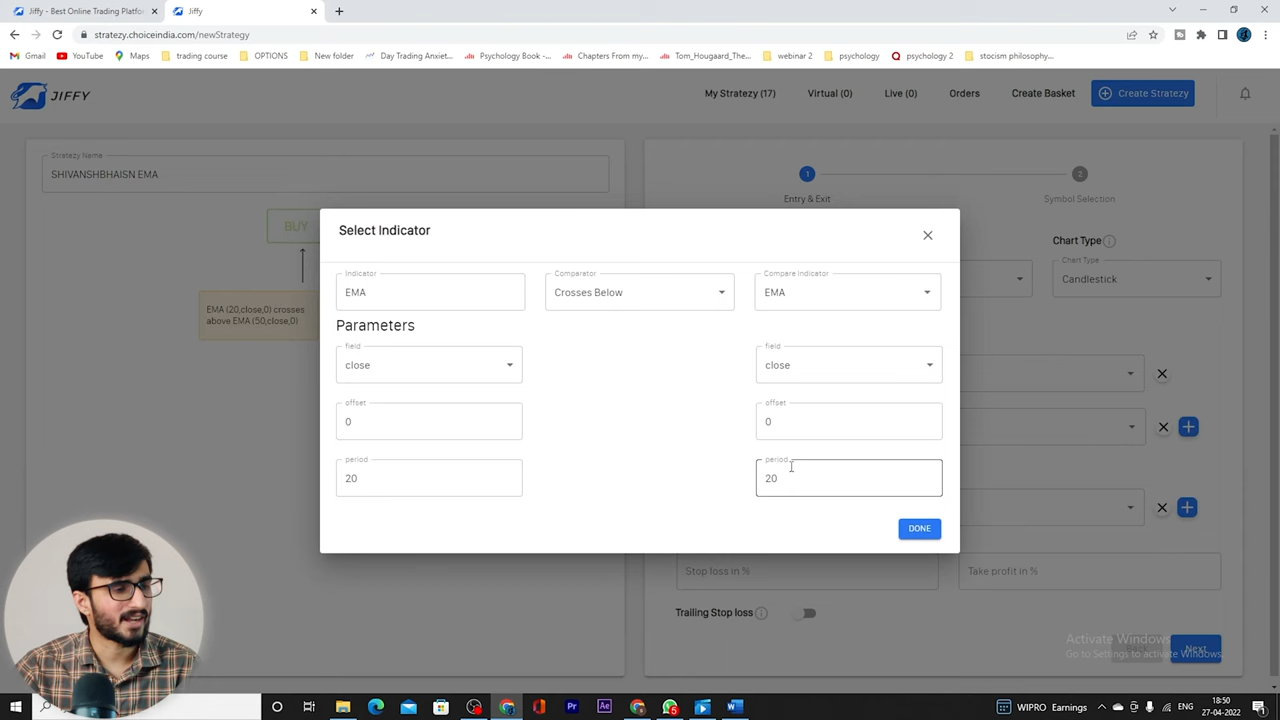 Jiffy - Best Online Trading Platfo
Jiffy
stratezy.choiceindia.com/newStrategy
Gmail
YouTube
Maps
trading course
OPTIONS
New folder
Day Trading Anxiet...
Psychology Book -...
Chapters From my...
Tom_Hougaard_The...
webinar 2
psychology
psychology 2
stocism philosophy...
JIFFY
My Stratezy (17)
Virtual (0)
Live (0)
Orders
Create Basket
Create Stratezy
Stratezy Name
SHIVANSHBHAISN EMA
1
2
Entry & Exit
Symbol Selection
BUY
EMA (20,close,0) crosses
above EMA (50,close,0)
Chart Type
Chart Type
Candlestick
Select Indicator
Indicator
EMA
Comparator
Crosses Below
Compare Indicator
EMA
Parameters
field
close
field
close
offset
0
offset
0
period
20
period
20
DONE
Stop loss in %
Take profit in %
Trailing Stop loss
Next
Activate Windows
Go to Settings to activate Windows.
WIPRO Earnings
ENG
18:50
27-04-2022